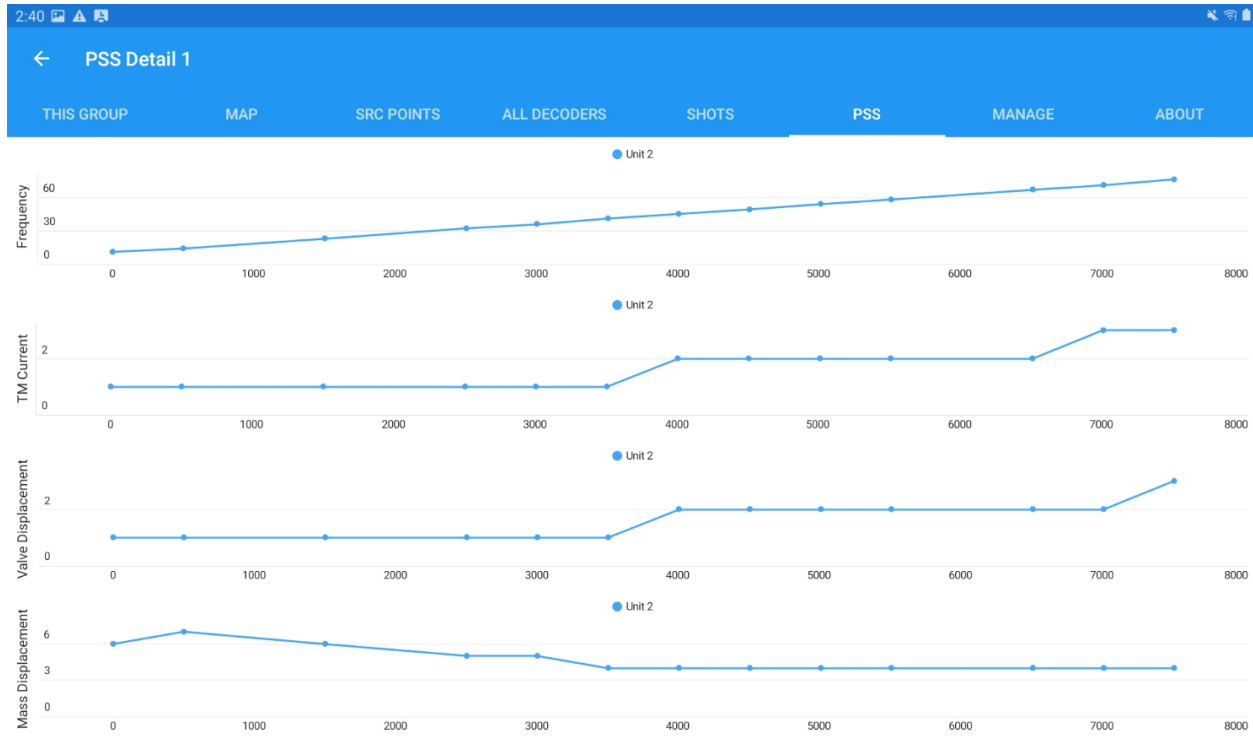 2:40
PSS Detail 1
THIS GROUP MAP SRC POINTS ALL DECODERS SHOTS PSS MANAGE ABOUT
Unit 2
Frequency
60
30
0
0 1000 2000 3000 4000 5000 6000 7000 8000
Unit 2
TM Current
2
0
0 1000 2000 3000 4000 5000 6000 7000 8000
Unit 2
Valve Displacement
2
0
0 1000 2000 3000 4000 5000 6000 7000 8000
Unit 2
Mass Displacement
6
3
0
0 1000 2000 3000 4000 5000 6000 7000 8000